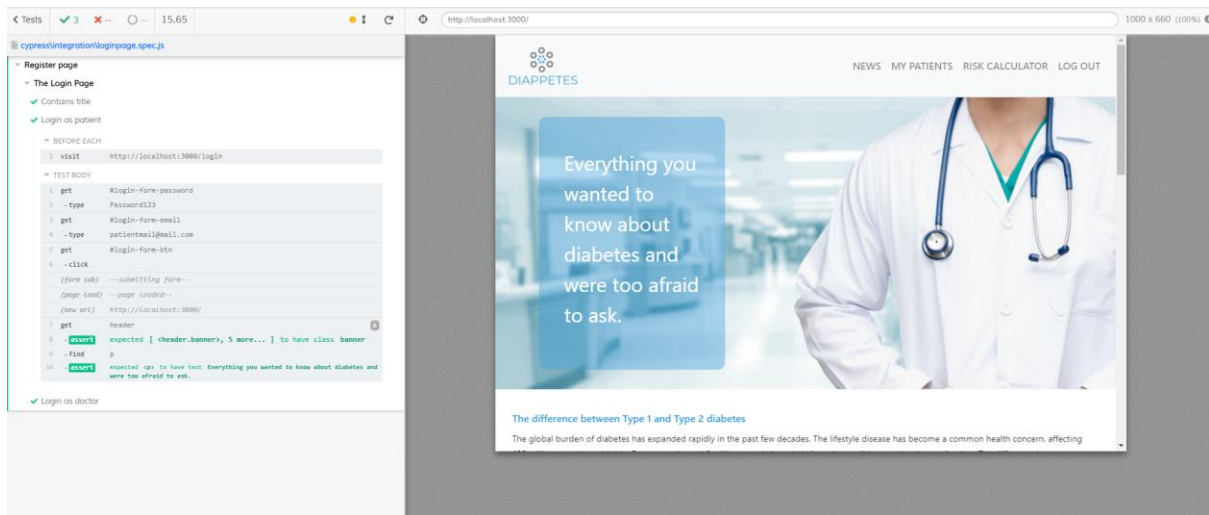 < Tests ✔ 3 ✖ -- ○ -- 15.65
http://localhost:3000/ 1000 x 660 (100%)
cypress\integration\loginpage.spec.js
Register page
The Login Page
Contains title
Login as patient
BEFORE EACH
1 visit http://localhost:3000/login
TEST BODY
1 get #login-form-password
2 -type Password123
3 get #login-form-email
4 -type patientmail@mail.com
5 get #login-form-btn
6 -click
(form sub) --submitting form--
(page load) --page loaded--
(new url) http://localhost:3000/
7 get header 6
8 -assert expected [ <header.banner>, 5 more... ] to have class banner
9 -find p
10 -assert expected <p> to have text Everything you wanted to know about diabetes and
were too afraid to ask.
Login as doctor
DIAPPETES
NEWS MY PATIENTS RISK CALCULATOR LOG OUT
Everything you
wanted to
know about
diabetes and
were too afraid
to ask.
The difference between Type 1 and Type 2 diabetes
The global burden of diabetes has expanded rapidly in the past few decades. The lifestyle disease has become a common health concern, affecting